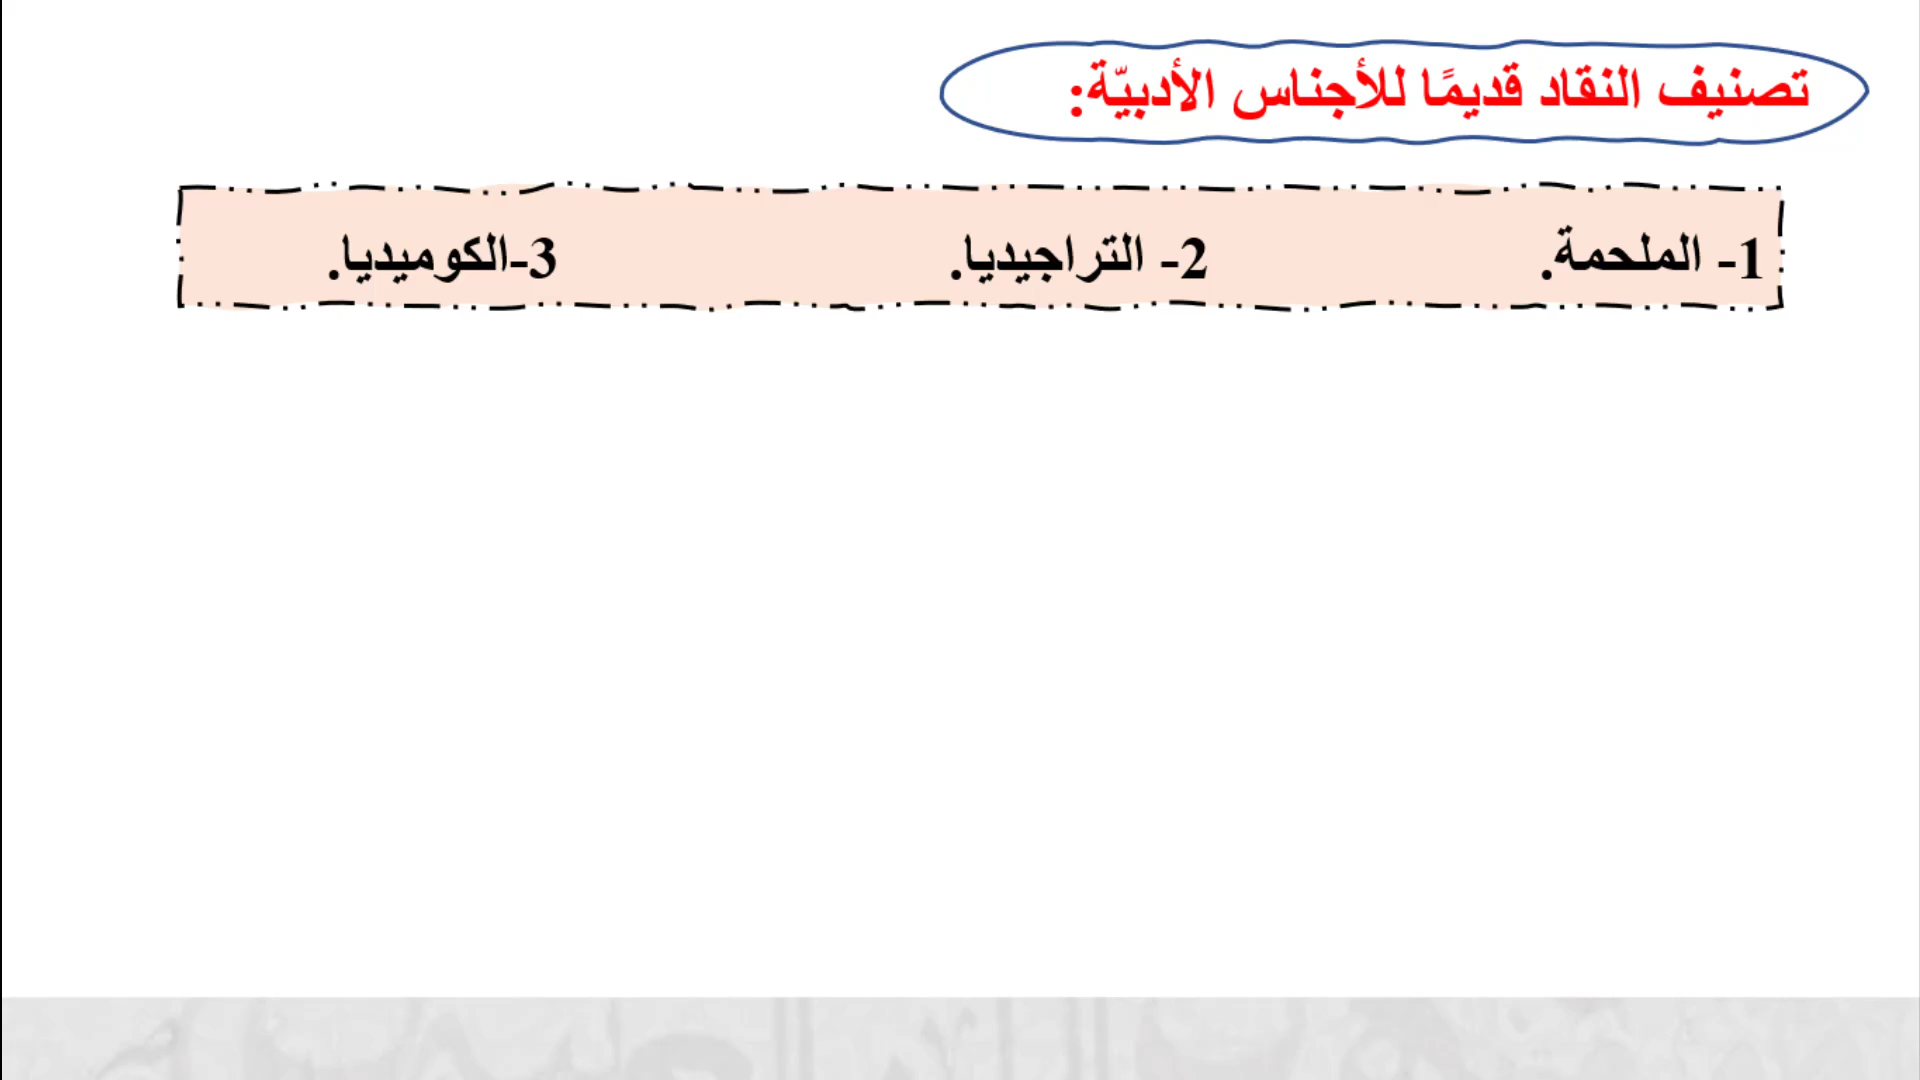 تصنيف النقاد قديمًا للأجناس الأدبيّة:
1- الملحمة. 2- التراجيديا. 3-الكوميديا.